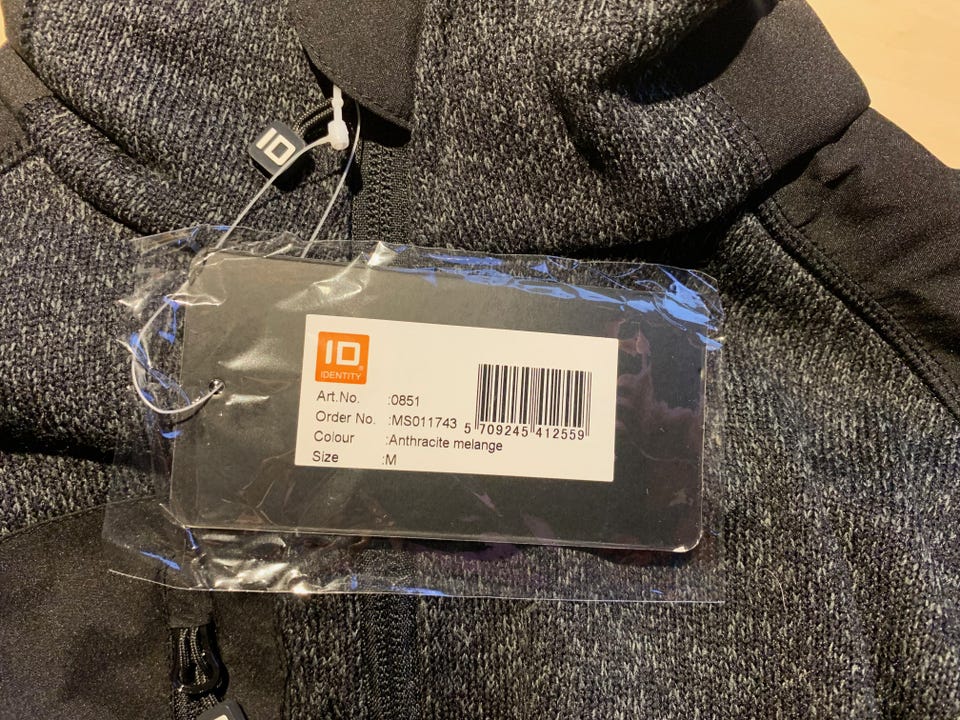 ID
ID
IDENTITY
Art.No. :0851
Order No. :MS011743
Colour :Anthracite melange
Size :M
5 709245 412559